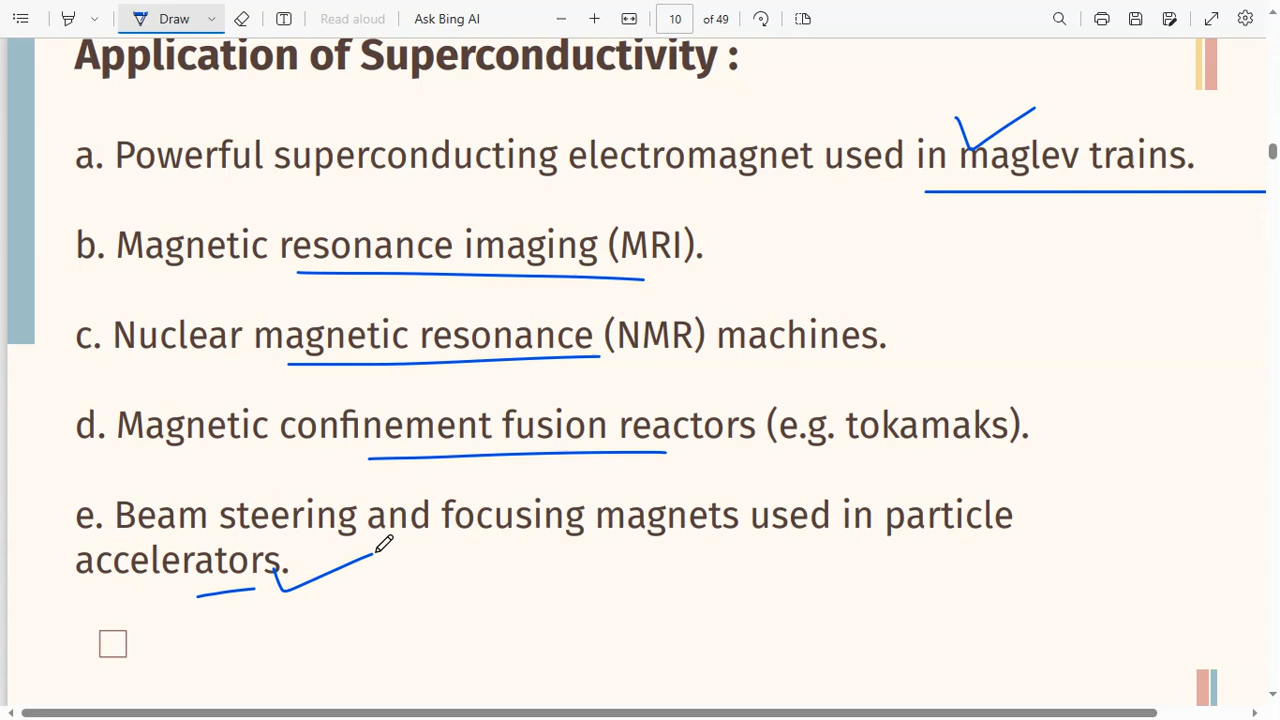 Draw
Read aloud
Ask Bing AI
10
of 49
Application of Superconductivity :
a. Powerful superconducting electromagnet used in maglev trains.
b. Magnetic resonance imaging (MRI).
c. Nuclear magnetic resonance (NMR) machines.
d. Magnetic confinement fusion reactors (e.g. tokamaks).
e. Beam steering and focusing magnets used in particle
accelerators.